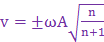 v = ±ωA√(n/(n+1))